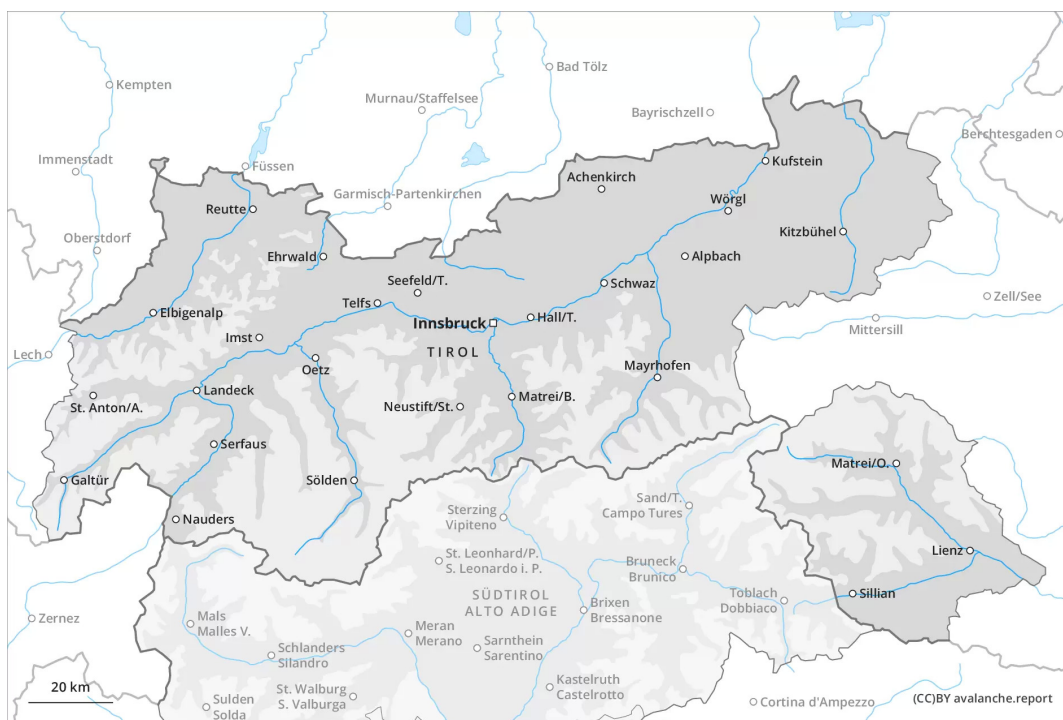 Kempten
Bad Tölz
Murnau/Staffelsee
Bayrischzell
Berchtesgaden
Immenstadt
Füssen
Kufstein
Achenkirch
Garmisch-Partenkirchen
Wörgl
Reutte
Kitzbühel
Oberstdorf
Ehrwald
Alpbach
Seefeld/T.
Schwaz
Zell/See
Telfs
Elbigenalp
Innsbruck
Hall/T.
Mittersill
Imst
TIROL
Lech
Oetz
Mayrhofen
Landeck
St. Anton/A.
Neustift/St.
Matrei/B.
Serfaus
Matrei/O.
Galtür
Sölden
Sand/T.
Campo Tures
Sterzing
Vipiteno
Nauders
Lienz
St. Leonhard/P.
S. Leonardo i. P.
Bruneck
Brunico
SÜDTIROL
ALTO ADIGE
Toblach
Dobbiaco
Sillian
Brixen
Bressanone
Zernez
Mals
Malles V.
Meran
Merano
Sarnthein
Sarentino
Schlanders
Silandro
Kastelruth
Castelrotto
20 km
St. Walburg
S. Valburga
Sulden
Solda
Cortina d'Ampezzo
(CC)BY avalanche.report